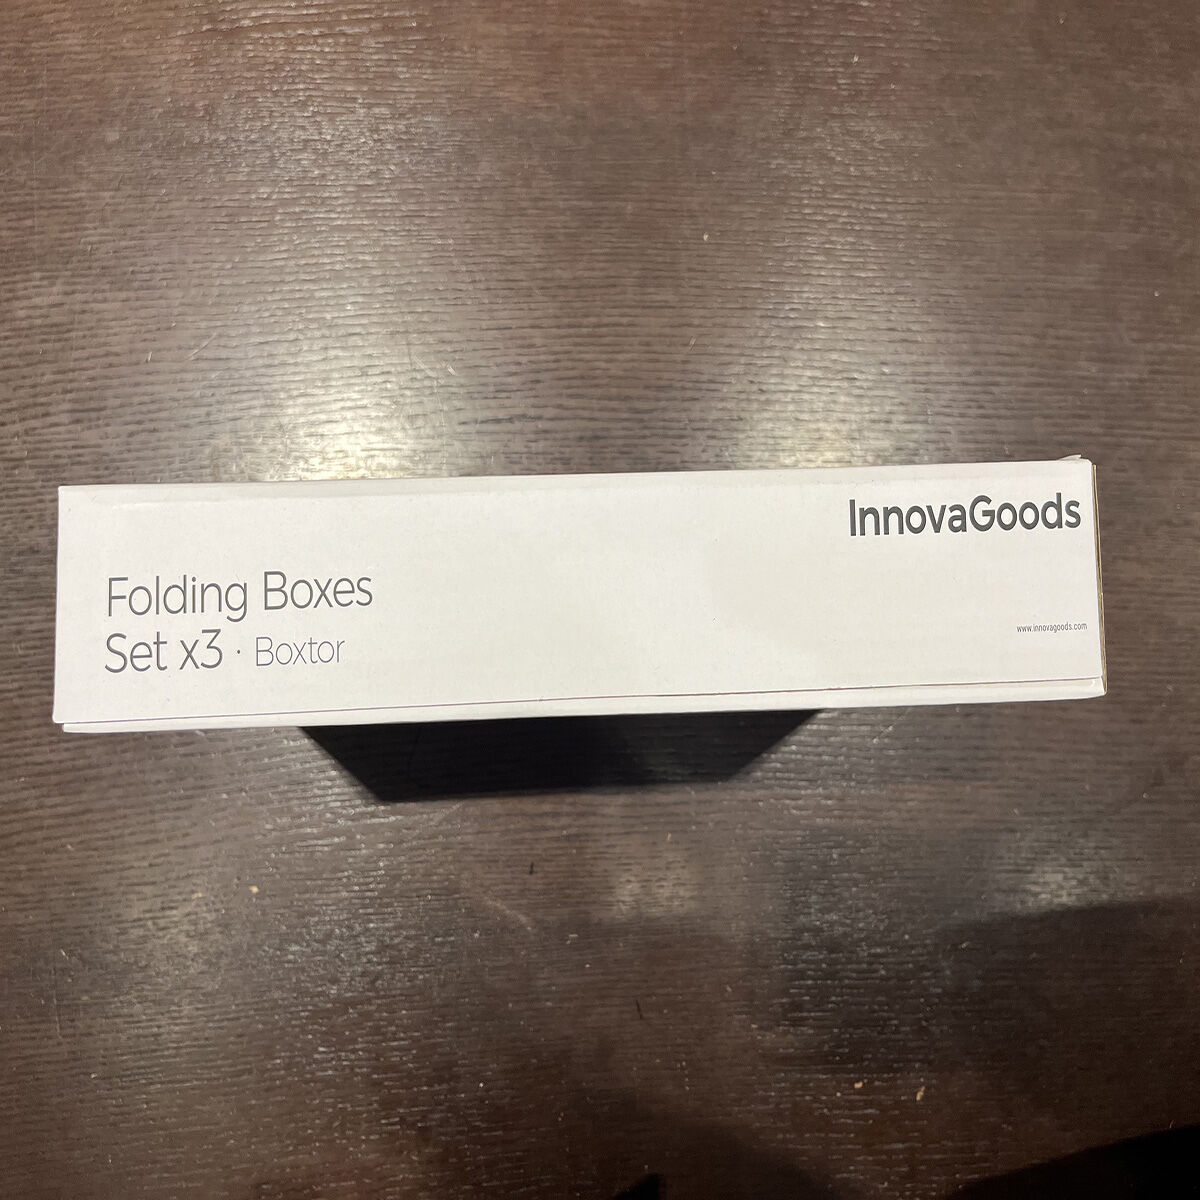 InnovaGoods
Folding Boxes
Set x3 · Boxtor
www.innovagoods.com